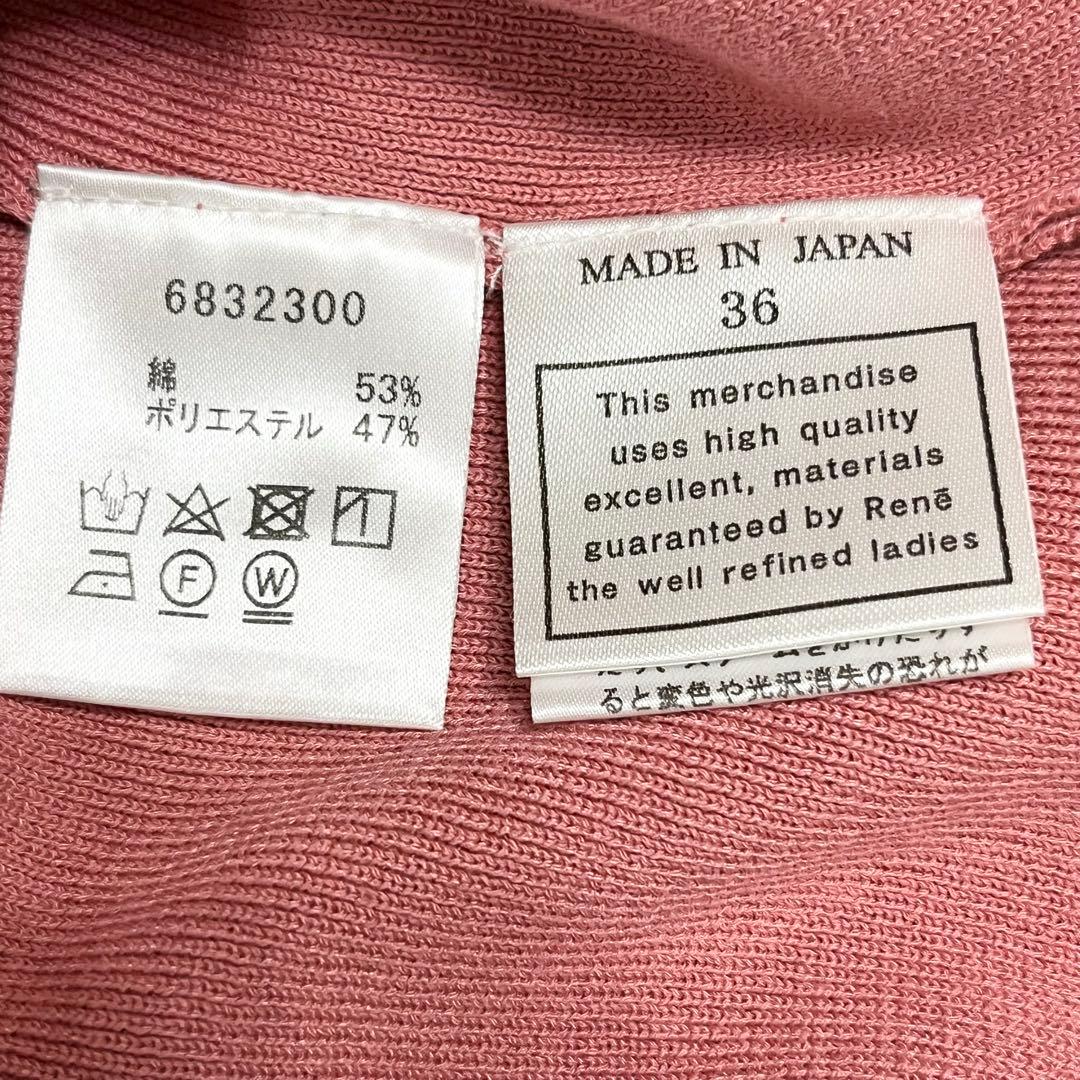 6832300
綿 53%
ポリエステル 47%
F
W
MADE IN JAPAN
36
This merchandise
uses high quality
excellent, materials
guaranteed by Renē
the well refined ladies
ると変色や光沢消失の恐れが